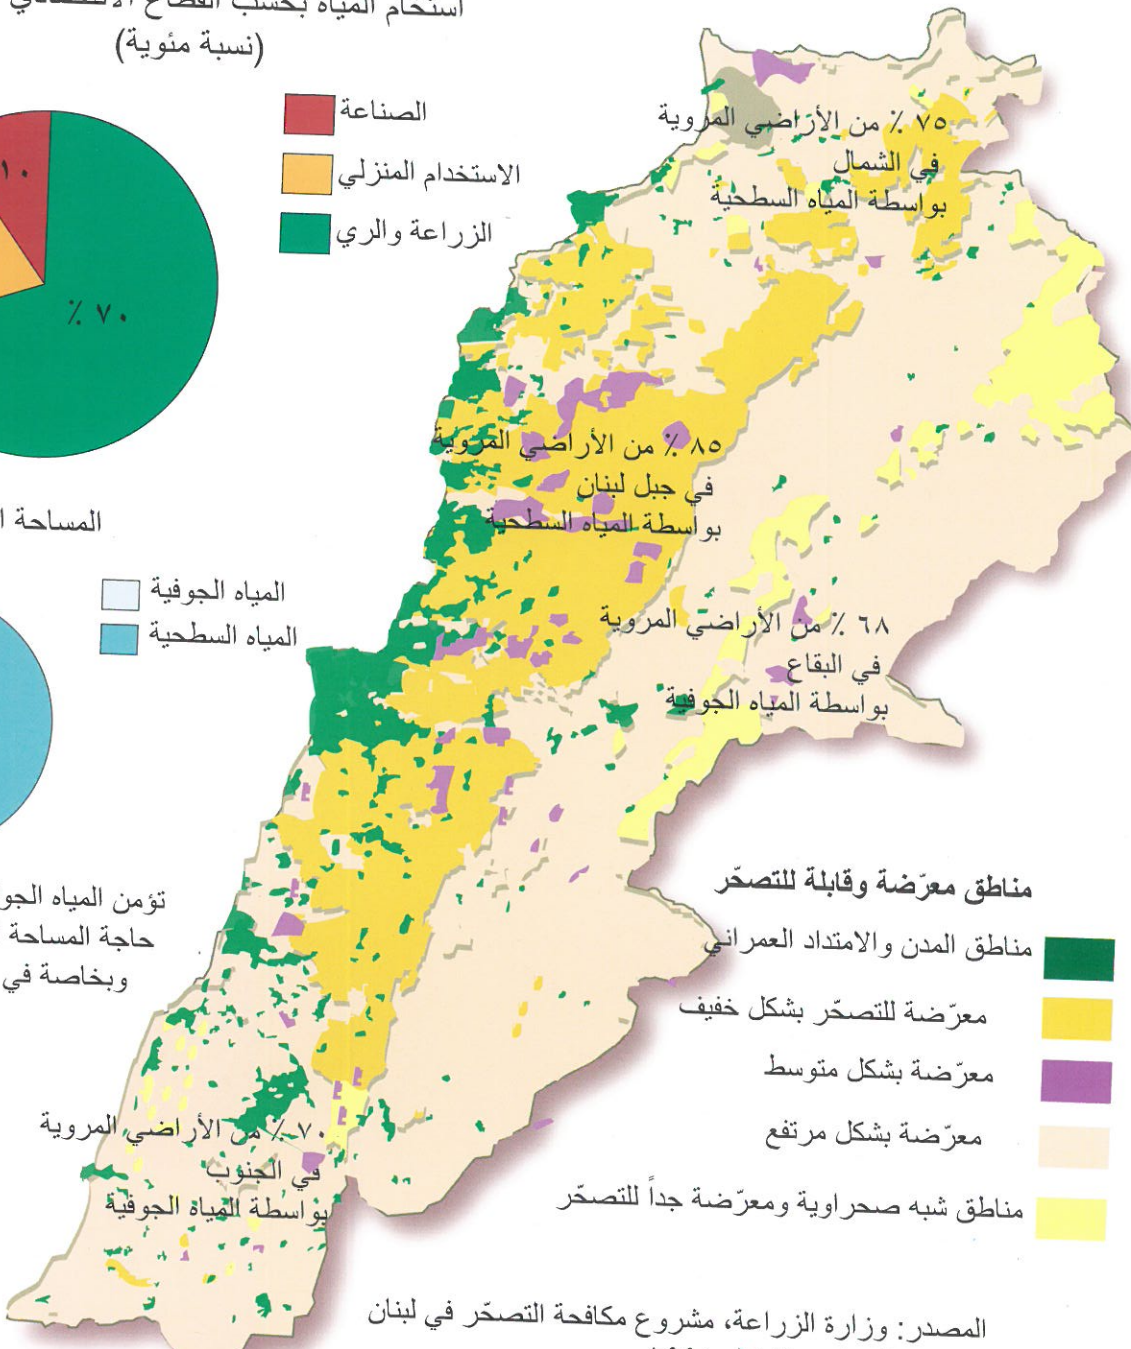 استخام المياه بحسب القطاع الاقتصادي
(نسبة مئوية)
الصناعة
الاستخدام المنزلي
الزراعة والري
١٠
٧٠ ٪
٧٥ ٪ من الأراضي المروية
في الشمال
بواسطة المياه السطحية
٨٥ ٪ من الأراضي المروية
في جبل لبنان
بواسطة المياه السطحية
المساحة
المياه الجوفية
المياه السطحية
٦٨ ٪ من الأراضي المروية
في البقاع
بواسطة المياه الجوفية
تؤمن المياه الجو
حاجة المساحة
وبخاصة في
مناطق معرّضة وقابلة للتصحّر
مناطق المدن والامتداد العمراني
معرّضة للتصحّر بشكل خفيف
معرّضة بشكل متوسط
معرّضة بشكل مرتفع
مناطق شبه صحراوية ومعرّضة جداً للتصحّر
٧٠ ٪ من الأراضي المروية
في الجنوب
بواسطة المياه الجوفية
المصدر: وزارة الزراعة، مشروع مكافحة التصحّر في لبنان